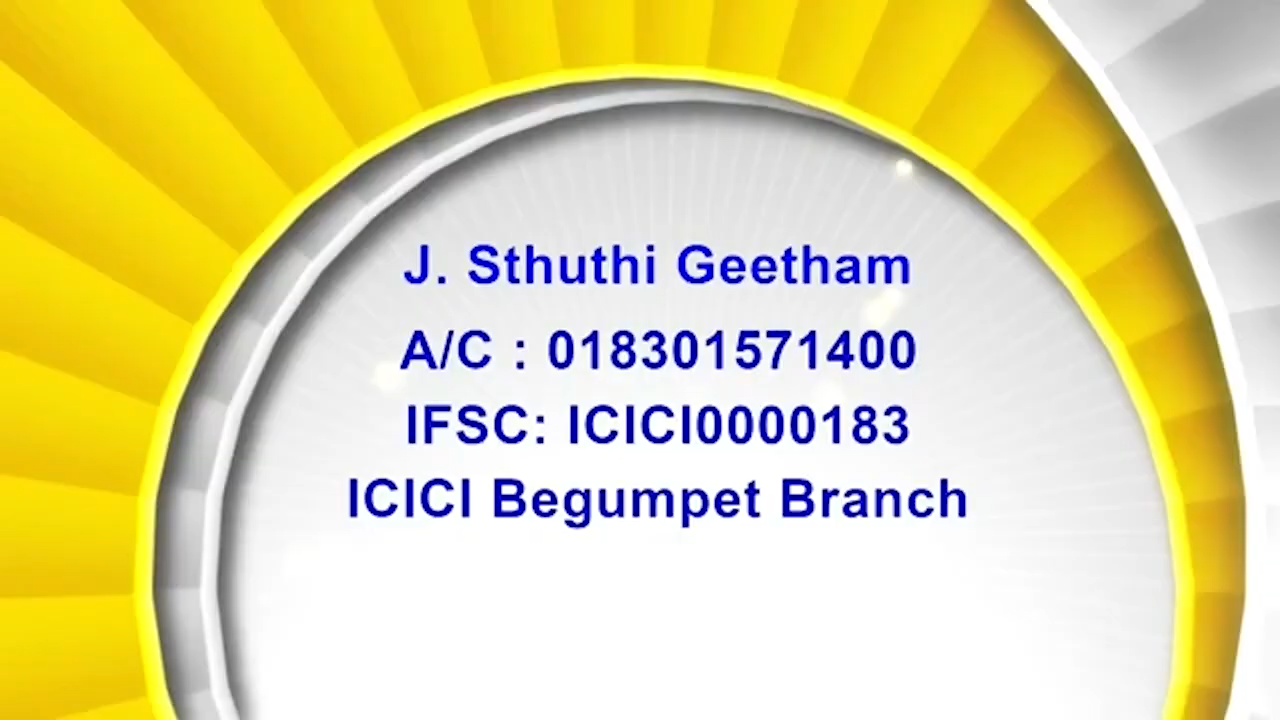 J. Sthuthi Geetham
A/C : 018301571400
IFSC: ICICI0000183
ICICI Begumpet Branch